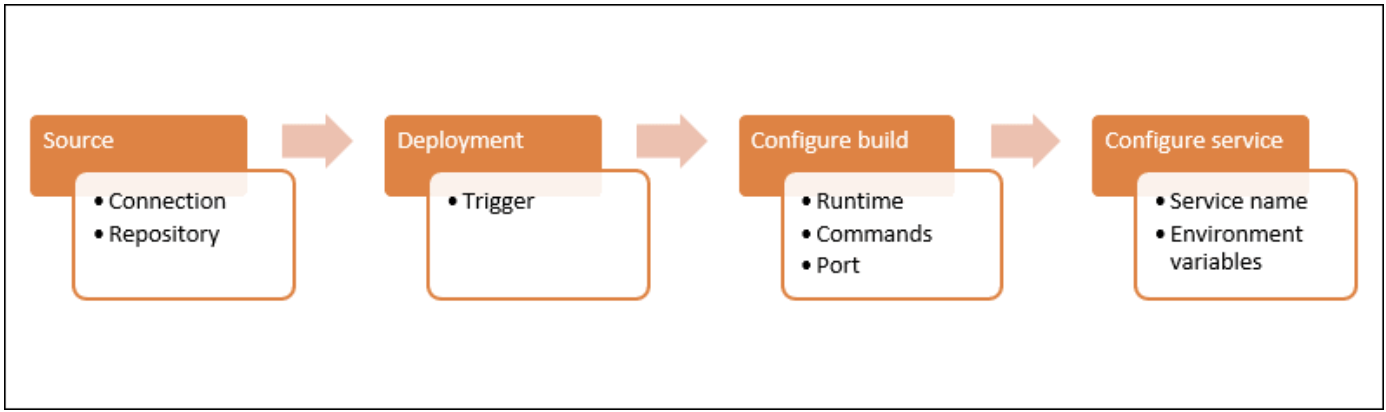 Source
• Connection
• Repository
Deployment
• Trigger
Configure build
• Runtime
• Commands
• Port
Configure service
• Service name
• Environment
variables